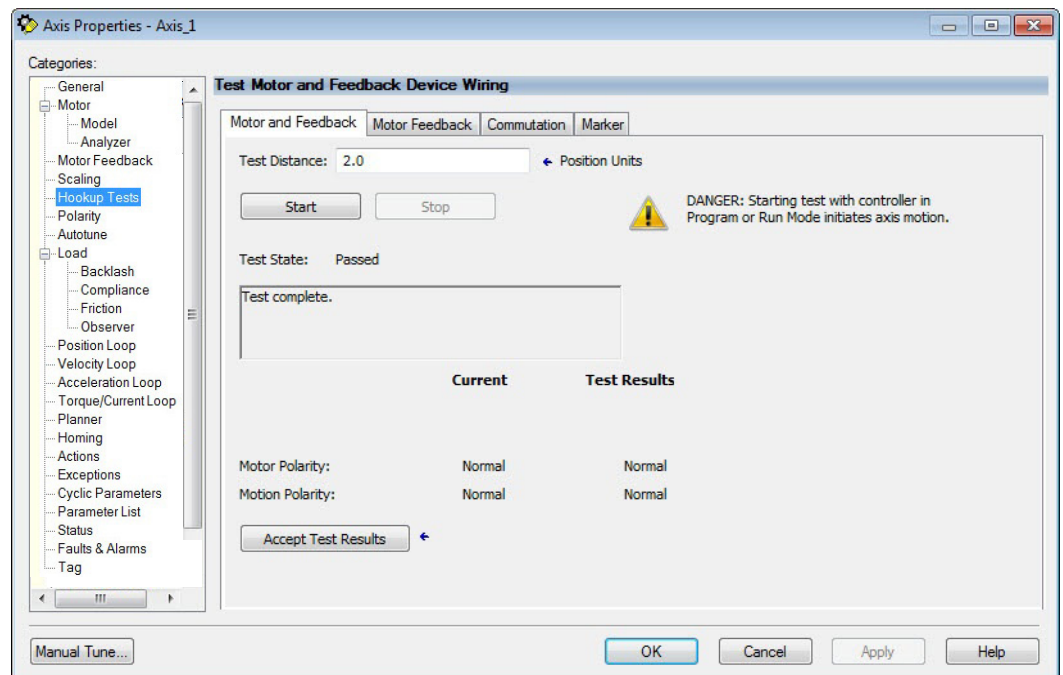 Axis Properties - Axis_1
Categories:
General
Motor
Model
Analyzer
Motor Feedback
Scaling
Hookup Tests
Polarity
Autotune
Load
Backlash
Compliance
Friction
Observer
Position Loop
Velocity Loop
Acceleration Loop
Torque/Current Loop
Planner
Homing
Actions
Exceptions
Cyclic Parameters
Parameter List
Status
Faults & Alarms
Tag
Test Motor and Feedback Device Wiring
Motor and Feedback Motor Feedback Commutation Marker
Test Distance: 2.0 Position Units
Start Stop
DANGER: Starting test with controller in
Program or Run Mode initiates axis motion.
Test State: Passed
Test complete.
Current Test Results
Motor Polarity: Normal Normal
Motion Polarity: Normal Normal
Accept Test Results
Manual Tune... OK Cancel Apply Help